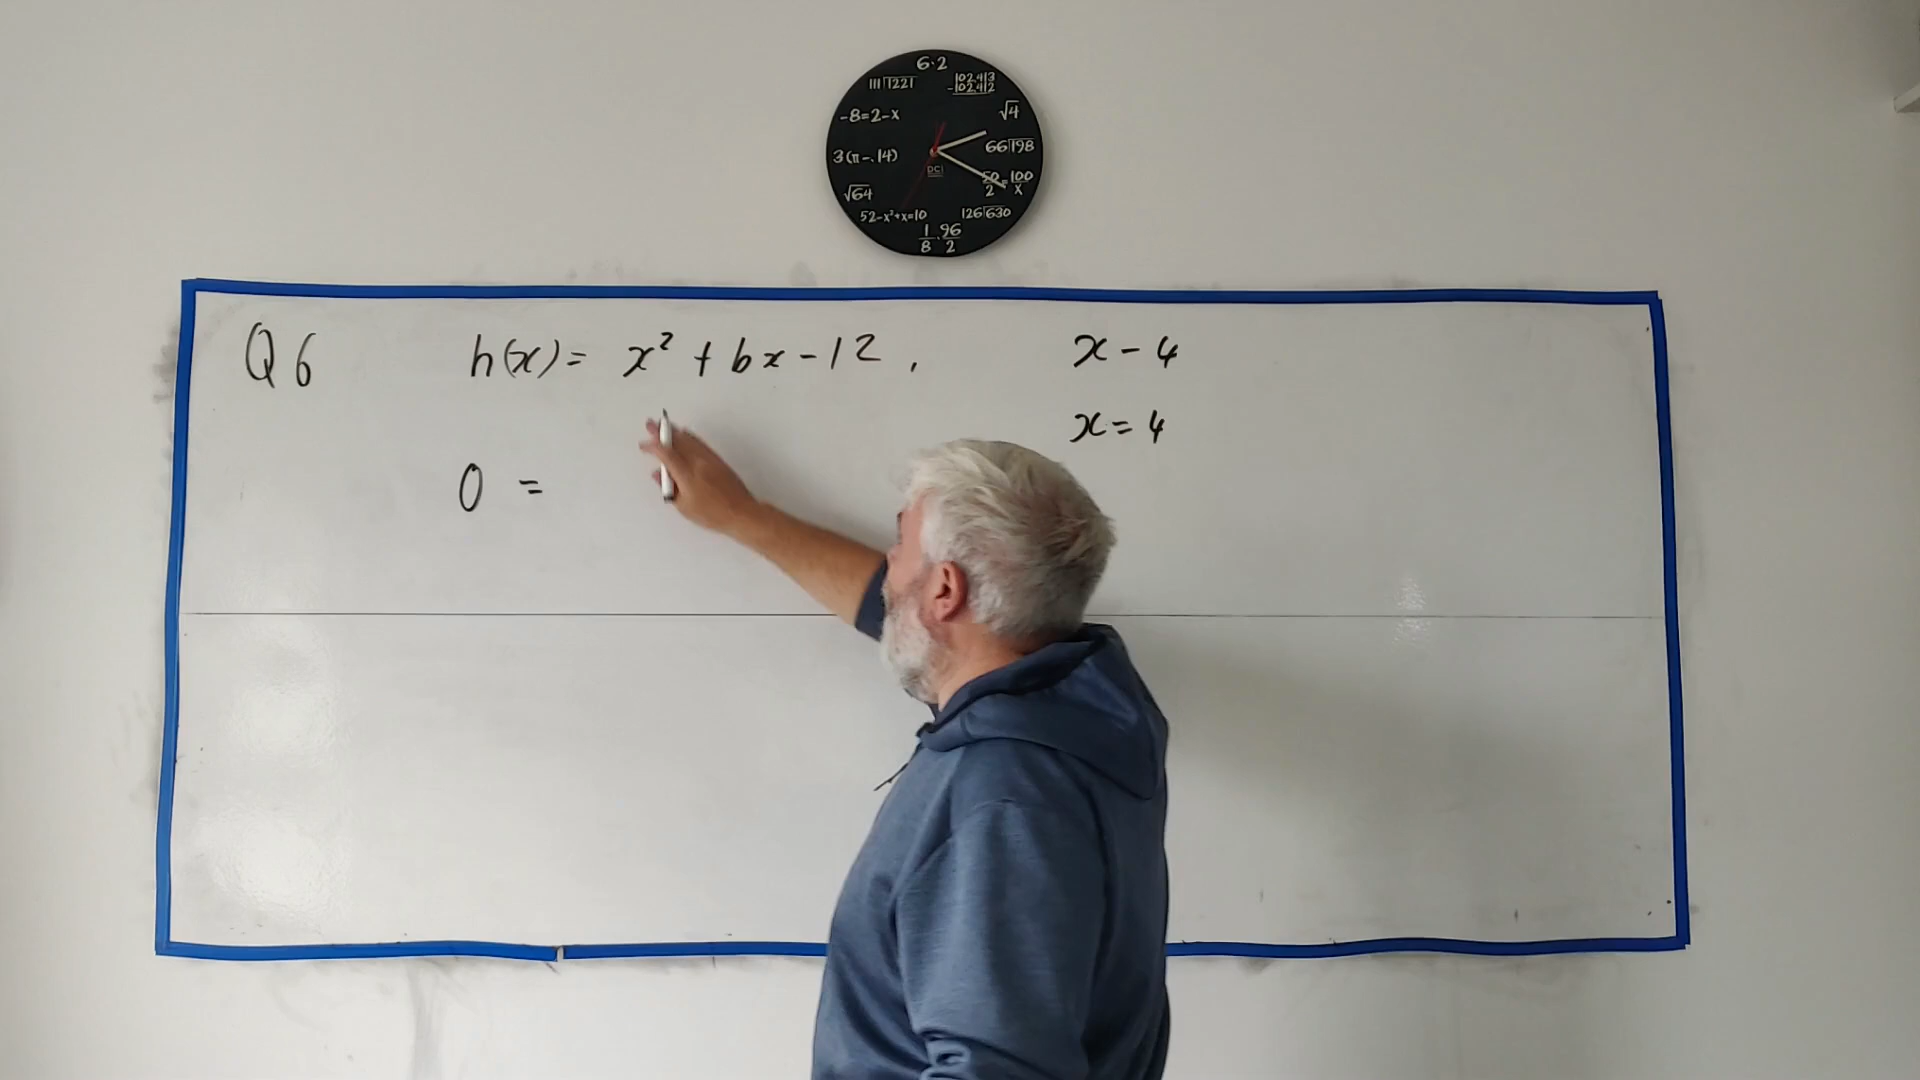 6·2
111⟌1221
102,413
-102,412
-8=2-x
√4
3(π-.14)
66⟌198
DCI
√64
50/2=100/x
52-x²+x=10
126⟌630
1/8·96/2
Q6 h(x)= x² + bx-12, x-4
x=4
0 =